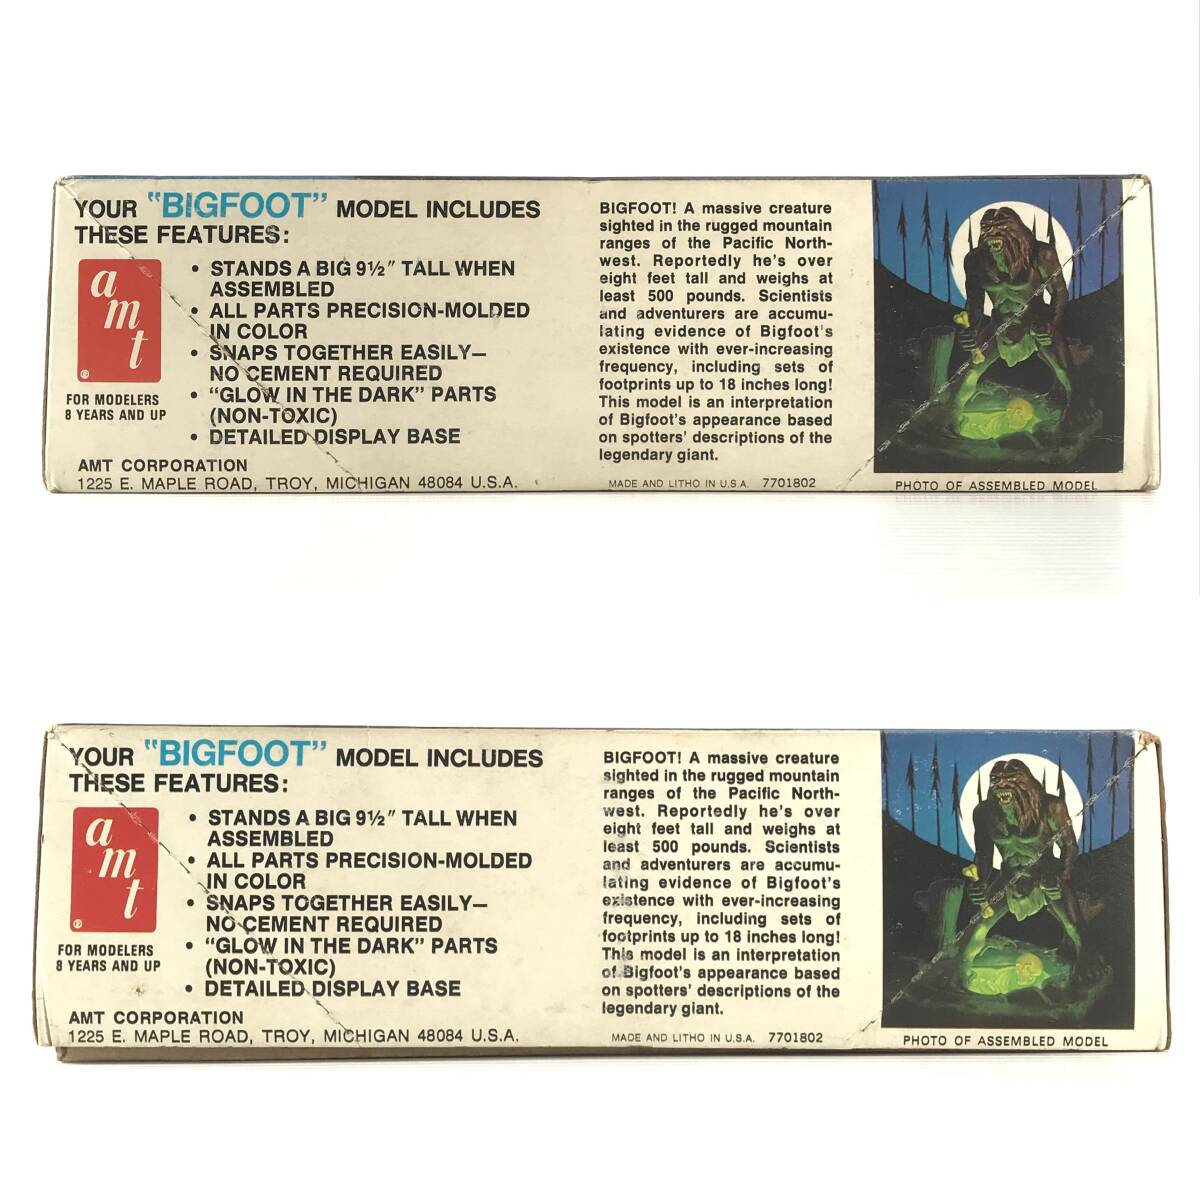 YOUR "BIGFOOT" MODEL INCLUDES
THESE FEATURES:
amt
®
FOR MODELERS
8 YEARS AND UP
• STANDS A BIG 9½" TALL WHEN
ASSEMBLED
• ALL PARTS PRECISION-MOLDED
IN COLOR
• SNAPS TOGETHER EASILY—
NO CEMENT REQUIRED
• "GLOW IN THE DARK" PARTS
(NON-TOXIC)
• DETAILED DISPLAY BASE
AMT CORPORATION
1225 E. MAPLE ROAD, TROY, MICHIGAN 48084 U.S.A.
BIGFOOT! A massive creature
sighted in the rugged mountain
ranges of the Pacific North-
west. Reportedly he's over
eight feet tall and weighs at
least 500 pounds. Scientists
and adventurers are accumu-
lating evidence of Bigfoot's
existence with ever-increasing
frequency, including sets of
footprints up to 18 inches long!
This model is an interpretation
of Bigfoot's appearance based
on spotters' descriptions of the
legendary giant.
MADE AND LITHO IN U.S.A. 7701802
PHOTO OF ASSEMBLED MODEL
YOUR "BIGFOOT" MODEL INCLUDES
THESE FEATURES:
amt
®
FOR MODELERS
8 YEARS AND UP
• STANDS A BIG 9½" TALL WHEN
ASSEMBLED
• ALL PARTS PRECISION-MOLDED
IN COLOR
• SNAPS TOGETHER EASILY—
NO CEMENT REQUIRED
• "GLOW IN THE DARK" PARTS
(NON-TOXIC)
• DETAILED DISPLAY BASE
AMT CORPORATION
1225 E. MAPLE ROAD, TROY, MICHIGAN 48084 U.S.A.
BIGFOOT! A massive creature
sighted in the rugged mountain
ranges of the Pacific North-
west. Reportedly he's over
eight feet tall and weighs at
least 500 pounds. Scientists
and adventurers are accumu-
lating evidence of Bigfoot's
existence with ever-increasing
frequency, including sets of
footprints up to 18 inches long!
This model is an interpretation
of Bigfoot's appearance based
on spotters' descriptions of the
legendary giant.
MADE AND LITHO IN U.S.A. 7701802
PHOTO OF ASSEMBLED MODEL